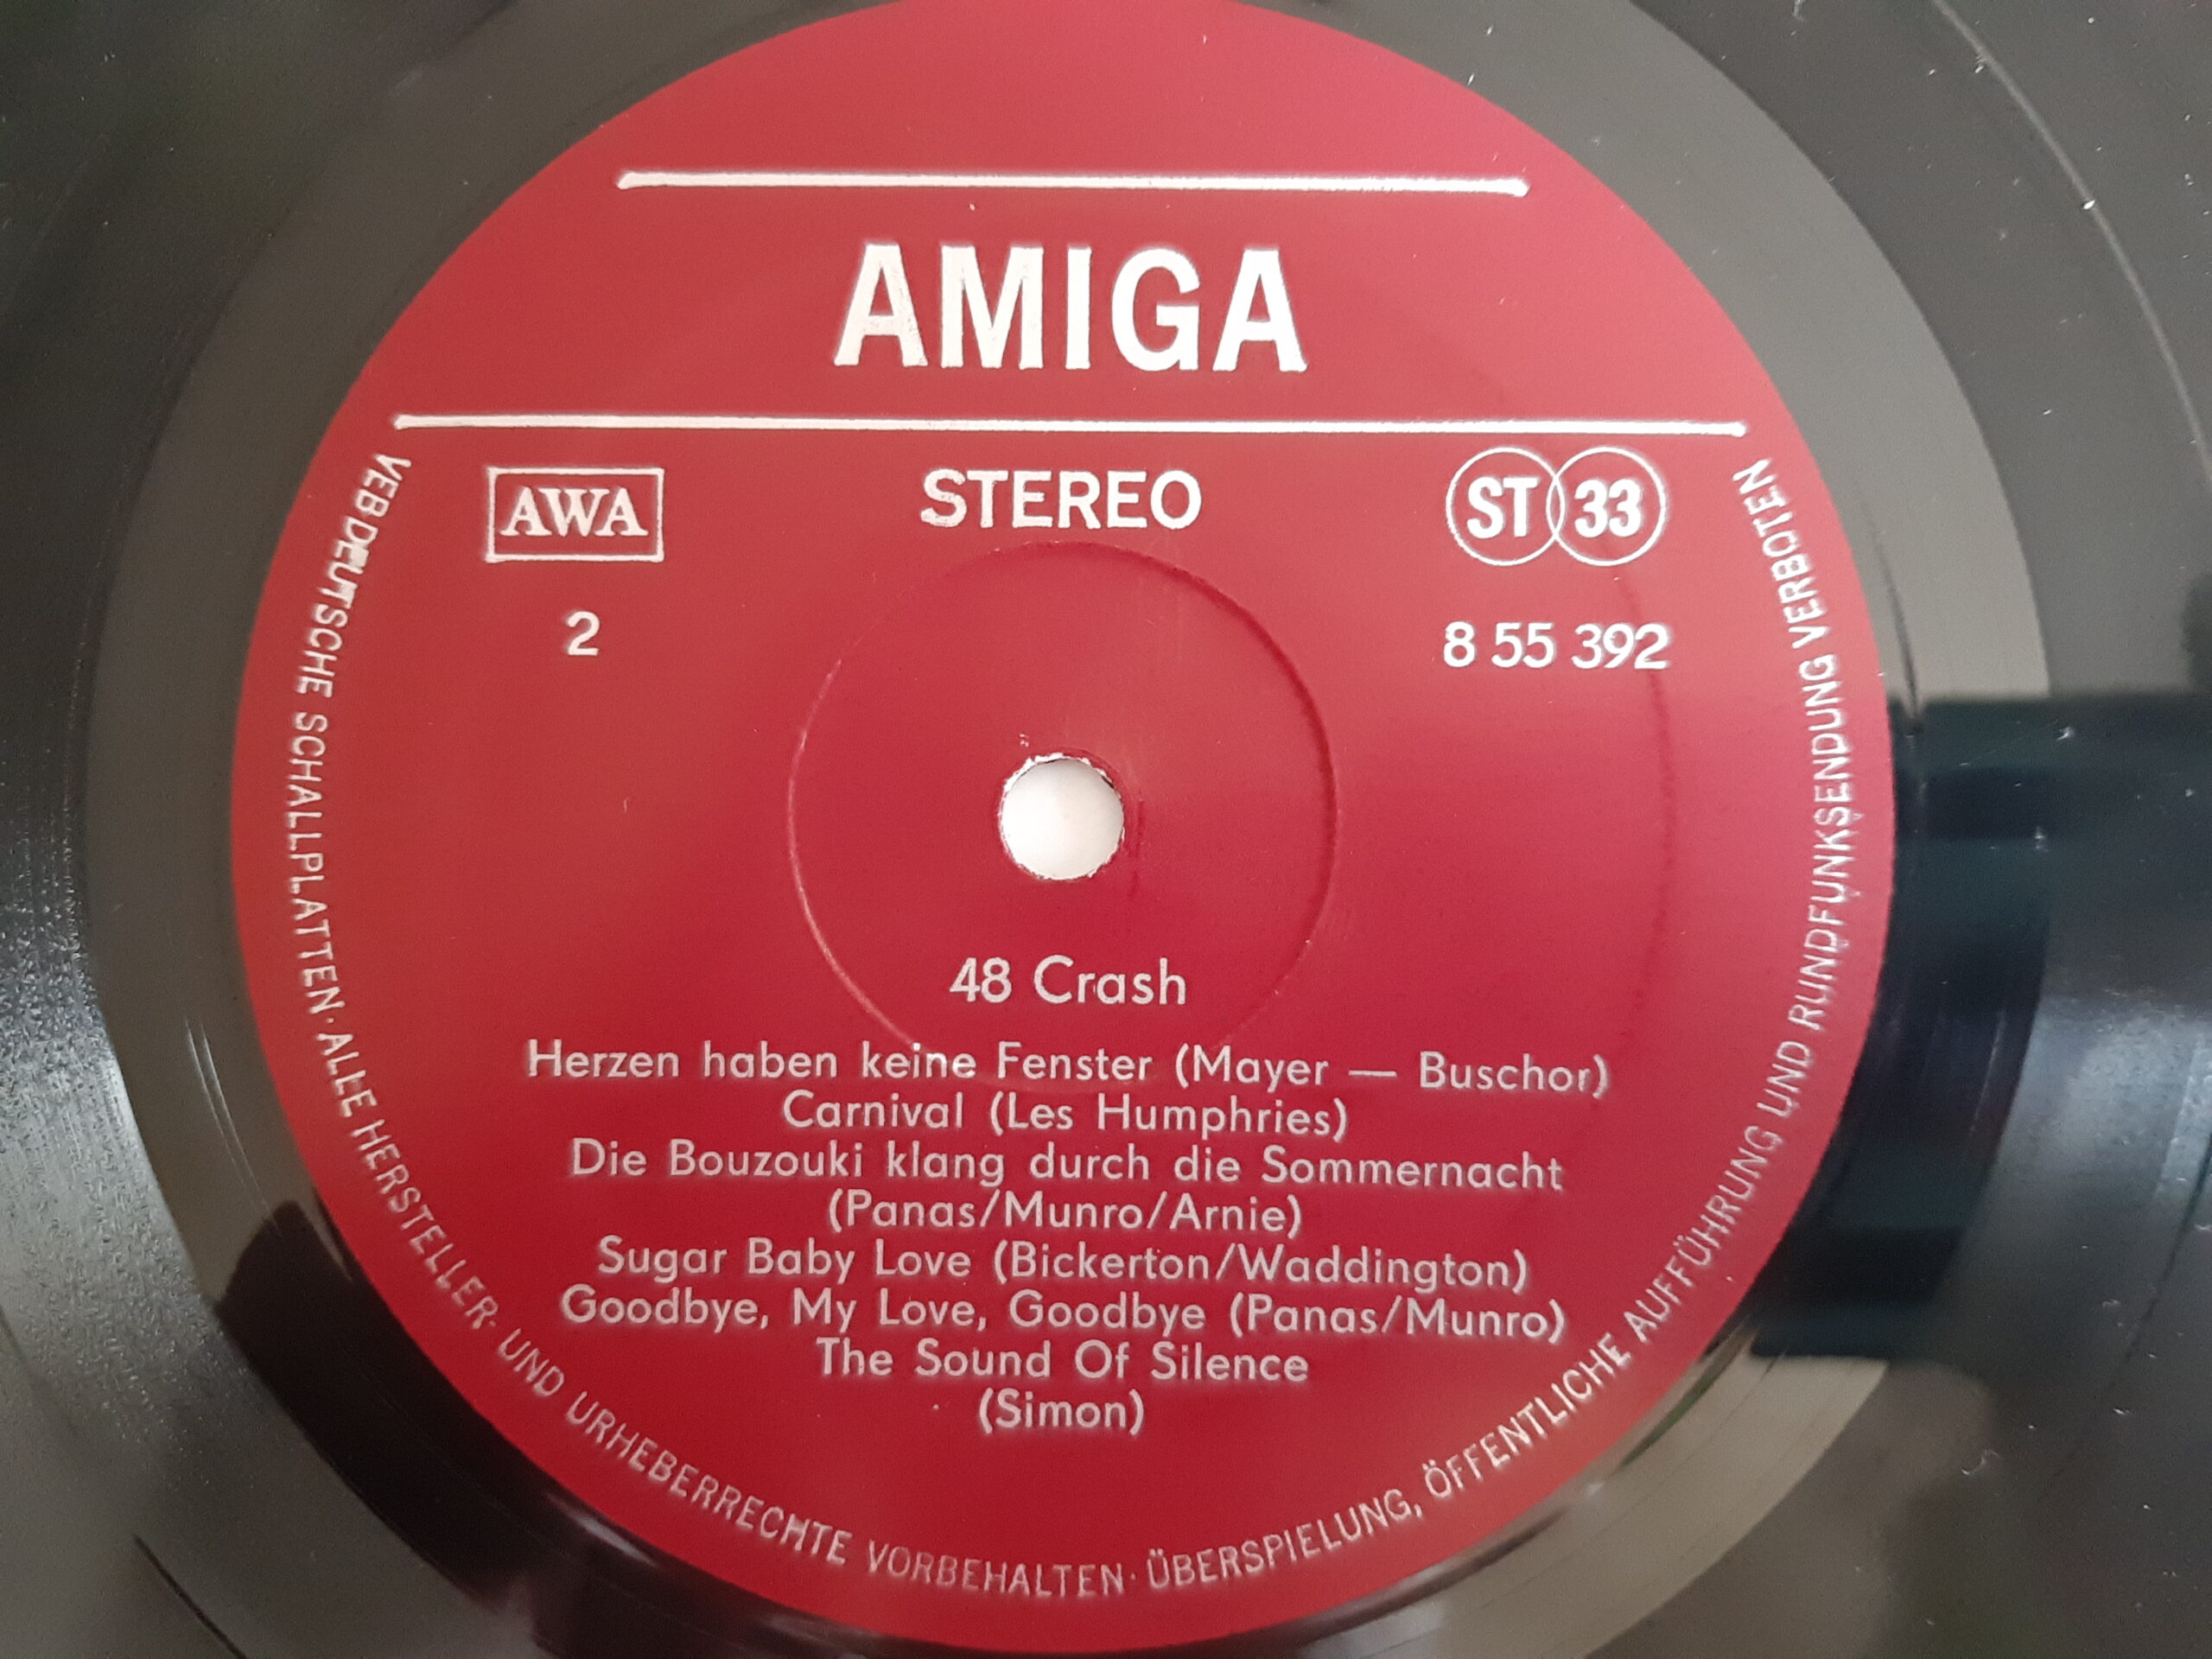 AMIGA
AWA
STEREO
ST 33
2
8 55 392
48 Crash
Herzen haben keine Fenster (Mayer — Buschor)
Carnival (Les Humphries)
Die Bouzouki klang durch die Sommernacht
(Panas/Munro/Arnie)
Sugar Baby Love (Bickerton/Waddington)
Goodbye, My Love, Goodbye (Panas/Munro)
The Sound Of Silence
(Simon)
VEB DEUTSCHE SCHALLPLATTEN · ALLE HERSTELLER- UND URHEBERRECHTE VORBEHALTEN · ÜBERSPIELUNG, ÖFFENTLICHE AUFFÜHRUNG UND RUNDFUNKSENDUNG VERBOTEN